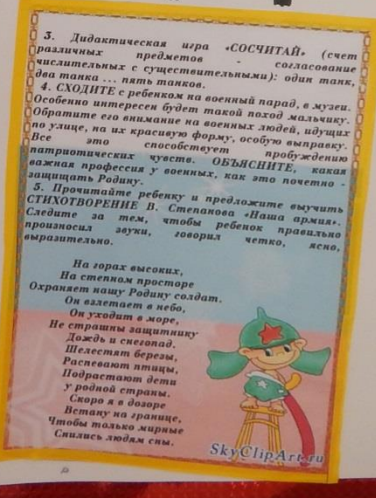 3. Дидактическая игра «СОСЧИТАЙ» (счет
различных предметов - согласование
числительных с существительными): один танк,
два танка ... пять танков.
4. СХОДИТЕ с ребенком на военный парад, в музеи.
Особенно интересен будет такой поход мальчику.
Обратите его внимание на военных людей, идущих
по улице, на их красивую форму, особую выправку.
Все это способствует пробуждению
патриотических чувств. ОБЪЯСНИТЕ, какая
важная профессия у военных, как это почетно -
защищать Родину.
5. Прочитайте ребенку и предложите выучить
СТИХОТВОРЕНИЕ В. Степанова «Наша армия».
Следите за тем, чтобы ребенок правильно
произносил звуки, говорил четко, ясно,
выразительно.
На горах высоких,
На степном просторе
Охраняет нашу Родину солдат.
Он взлетает в небо,
Он уходит в море,
Не страшны защитнику
Дождь и снегопад.
Шелестят березы,
Распевают птицы,
Подрастают дети
у родной страны.
Скоро я в дозоре
Встану на границе,
Чтобы только мирные
Снились людям сны.
SkyClipArt.ru